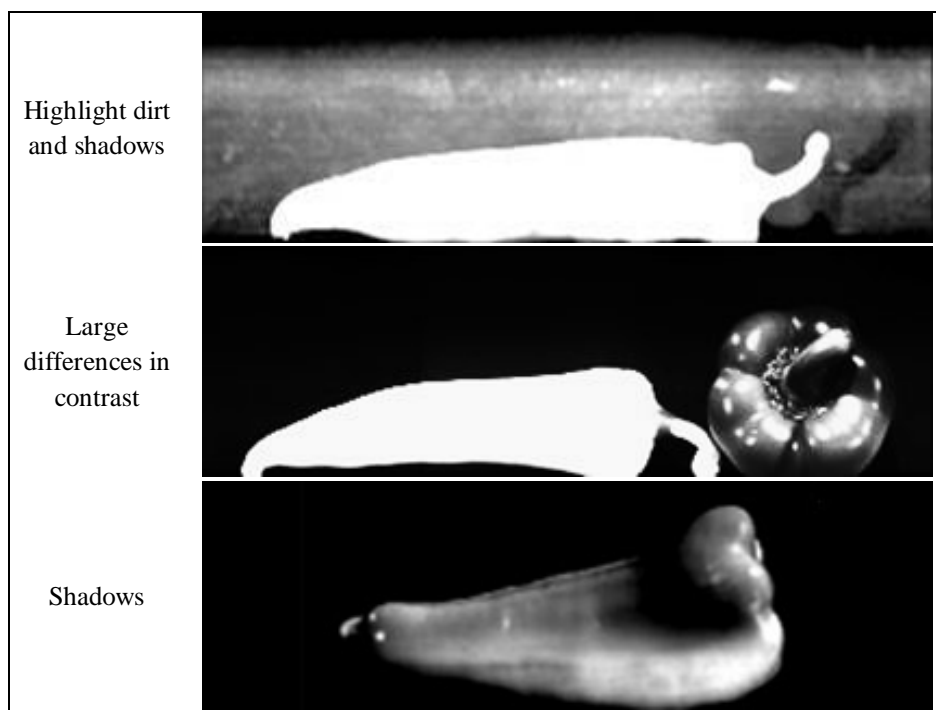 Highlight dirt
and shadows
Large
differences in
contrast
Shadows